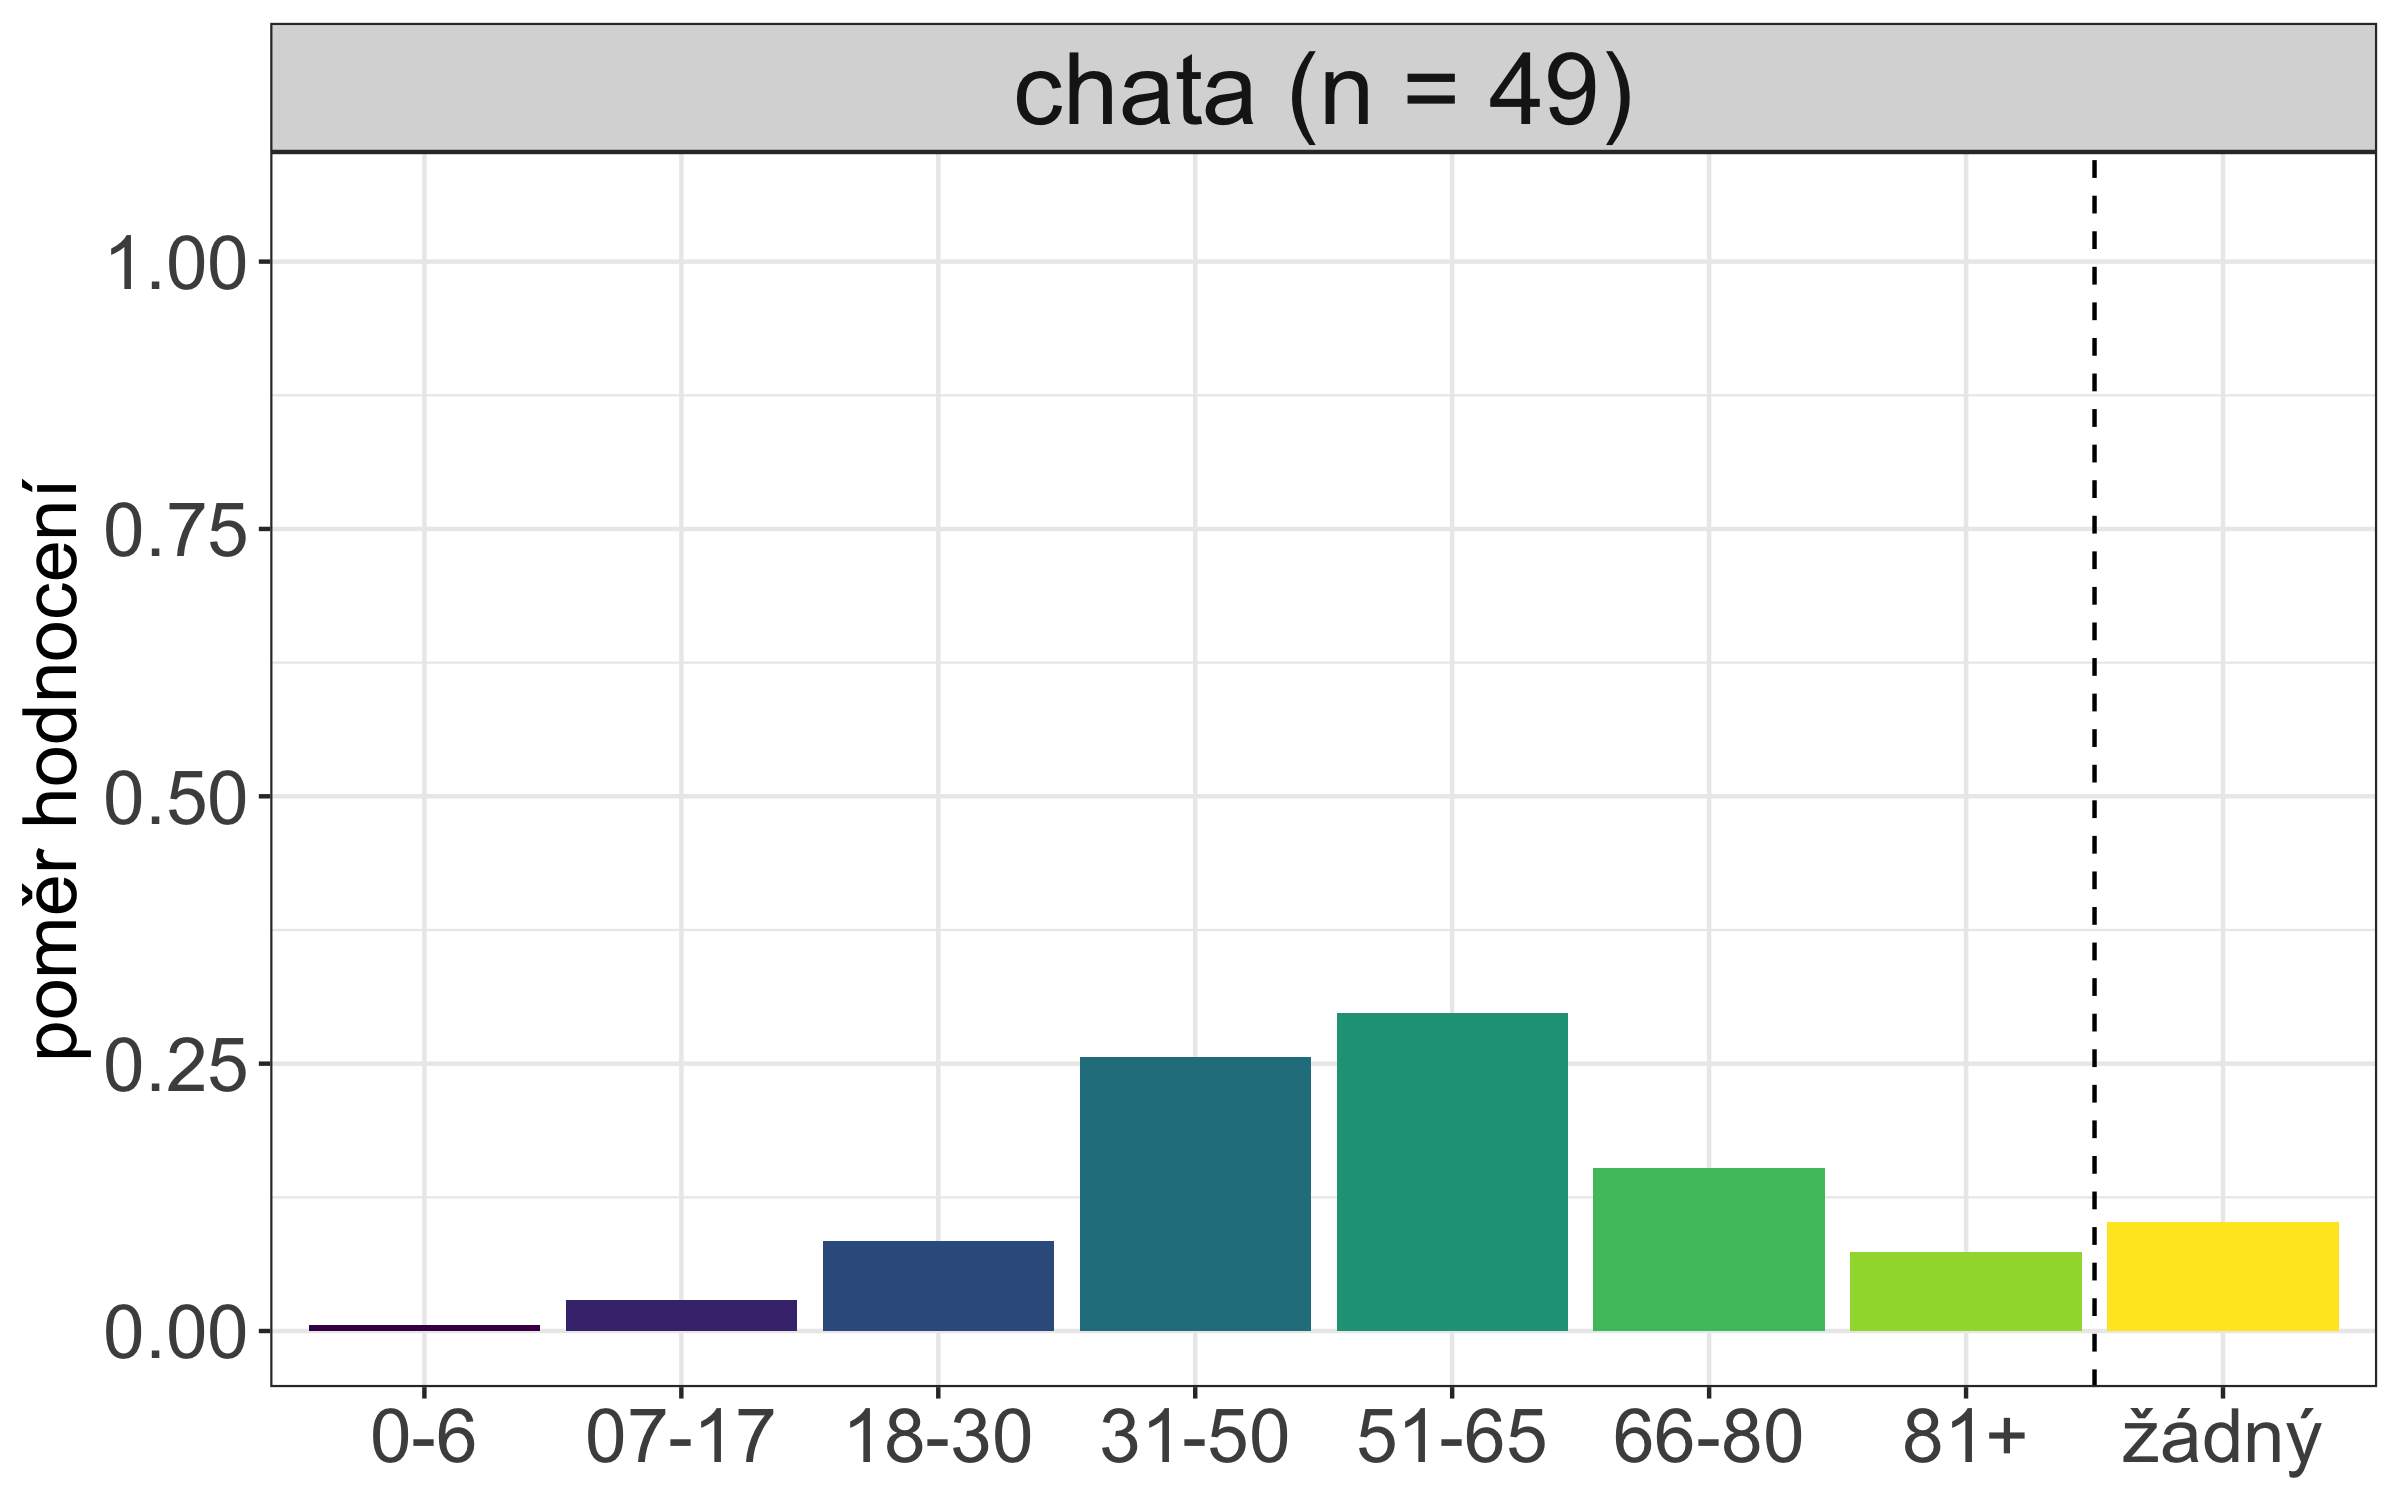 chata (n = 49)
poměr hodnocení
1.00
0.75
0.50
0.25
0.00
0-6 07-17 18-30 31-50 51-65 66-80 81+ žádný